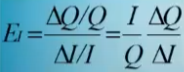 E_I = (ΔQ/Q)/(ΔI/I) = (I/Q) (ΔQ/ΔI)